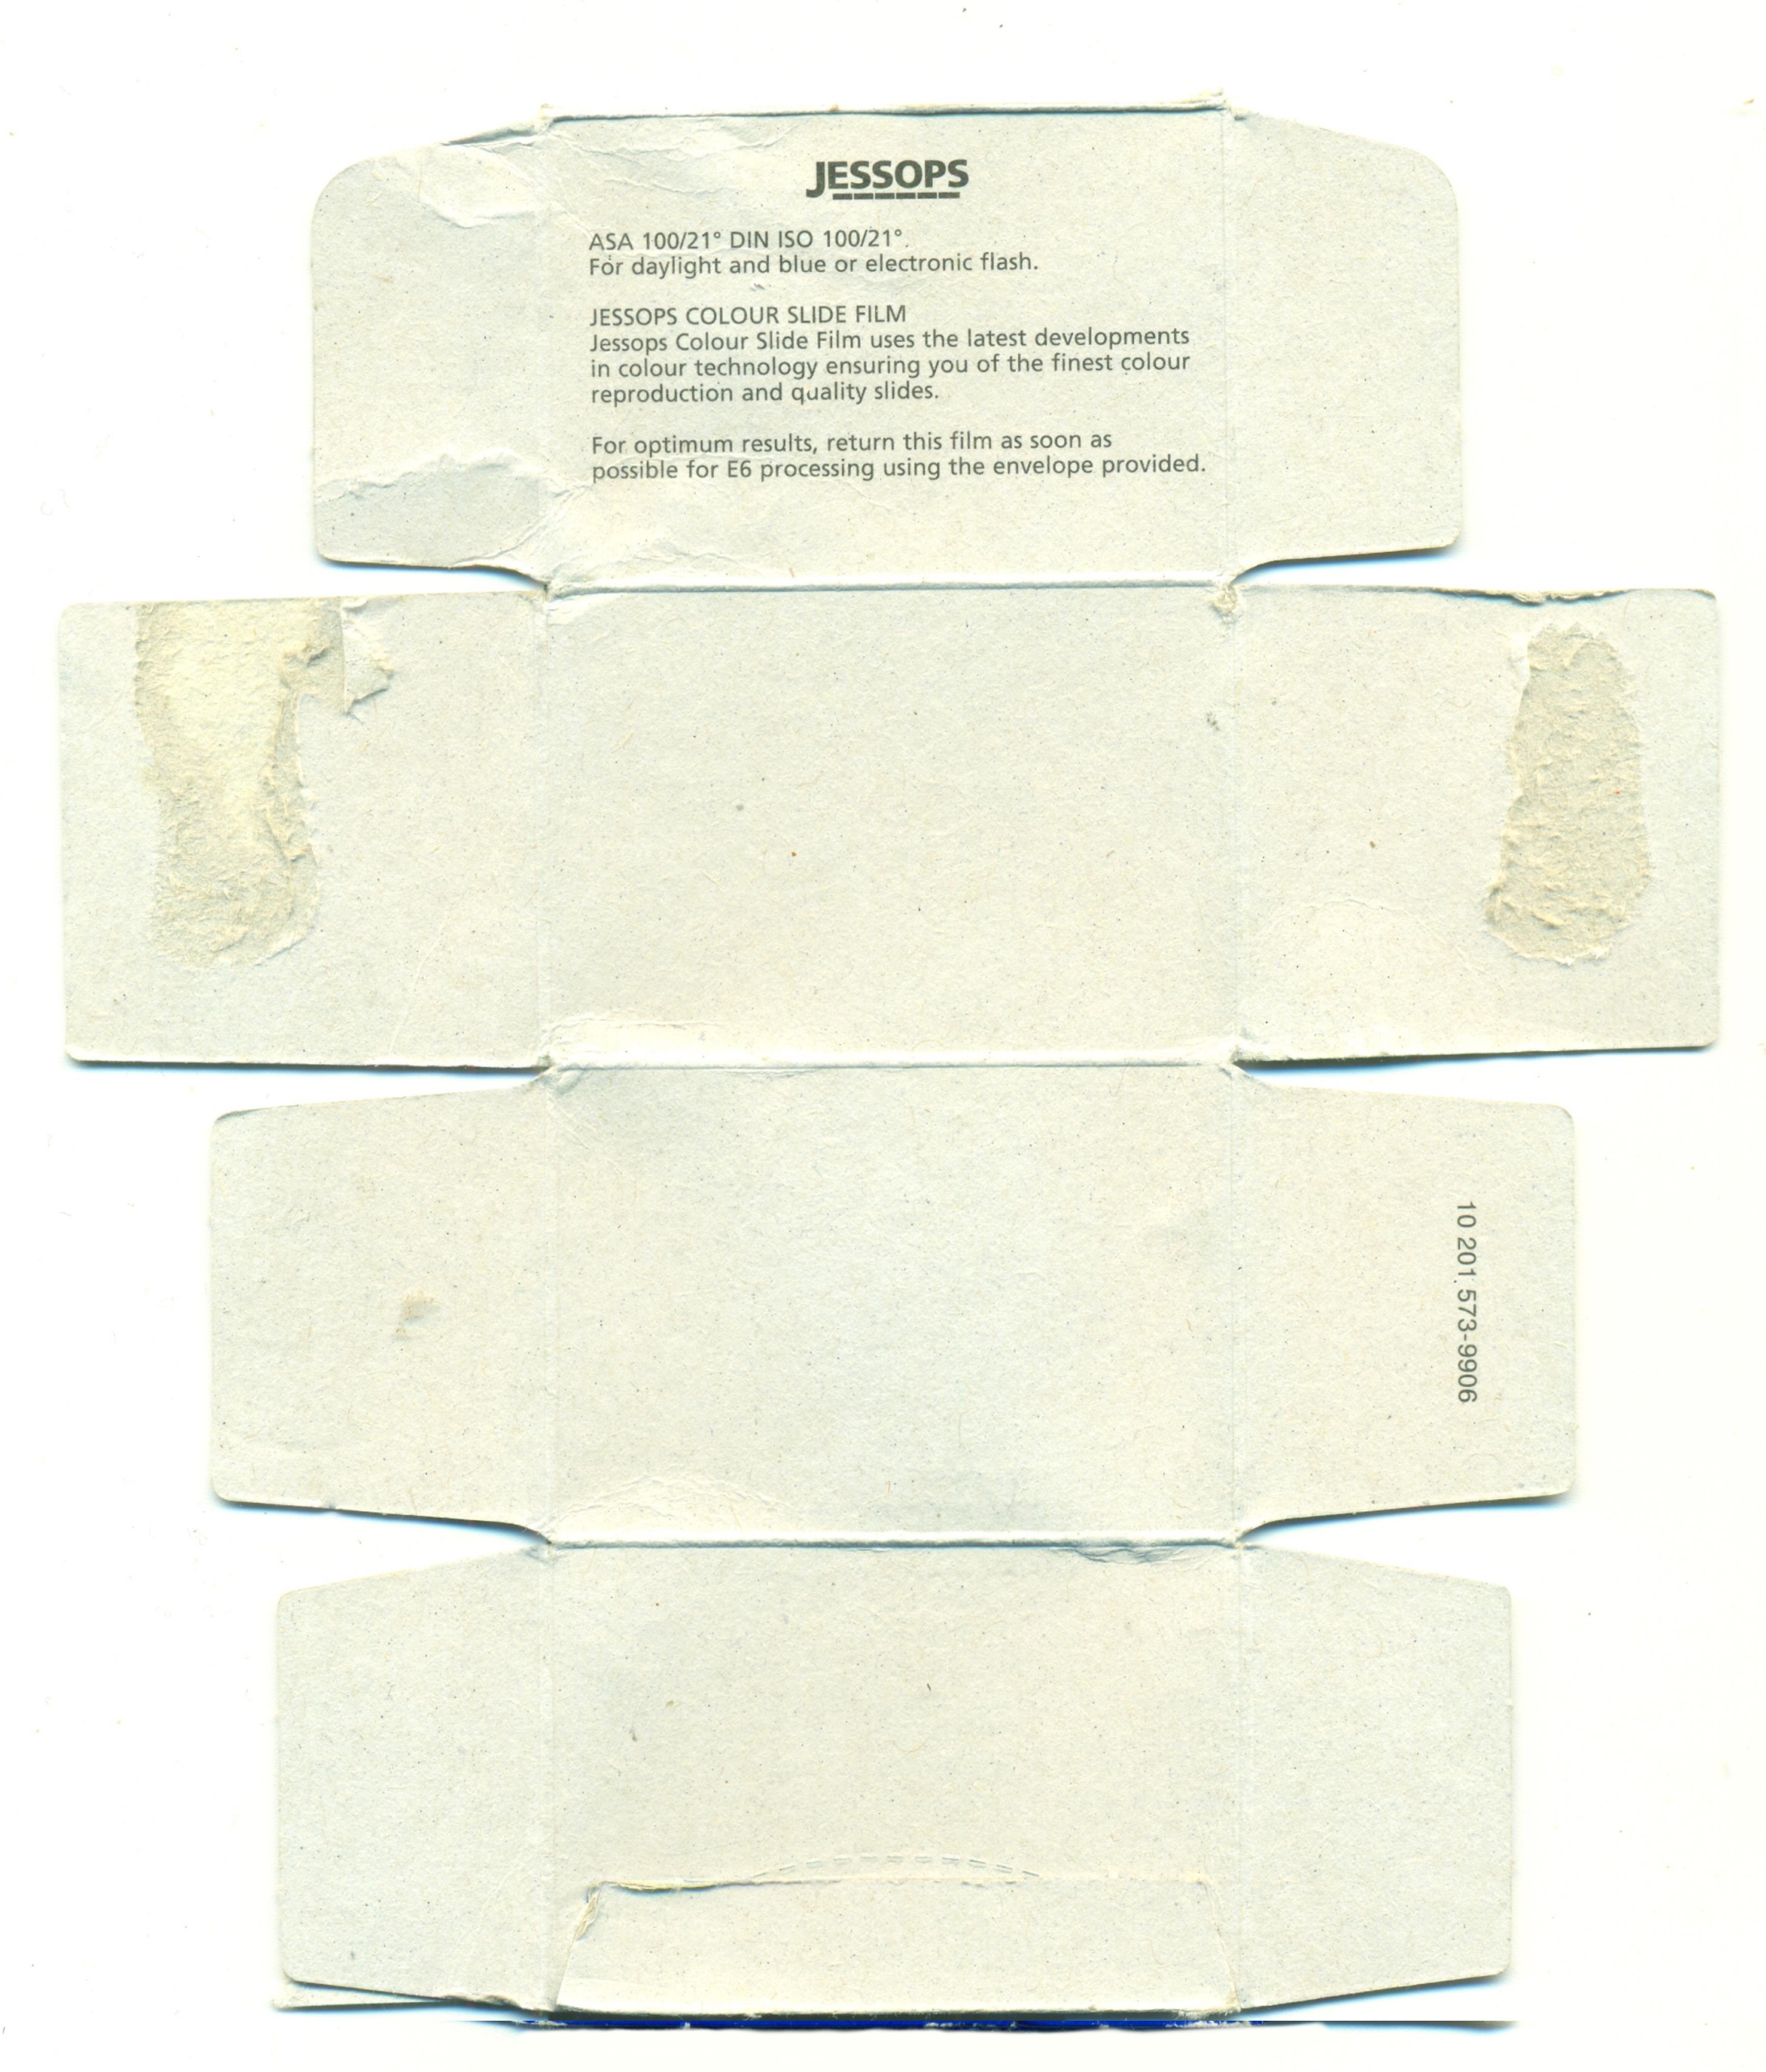 JESSOPS
ASA 100/21° DIN ISO 100/21°.
For daylight and blue or electronic flash.
JESSOPS COLOUR SLIDE FILM
Jessops Colour Slide Film uses the latest developments
in colour technology ensuring you of the finest colour
reproduction and quality slides.
For optimum results, return this film as soon as
possible for E6 processing using the envelope provided.
10 201 573-9906